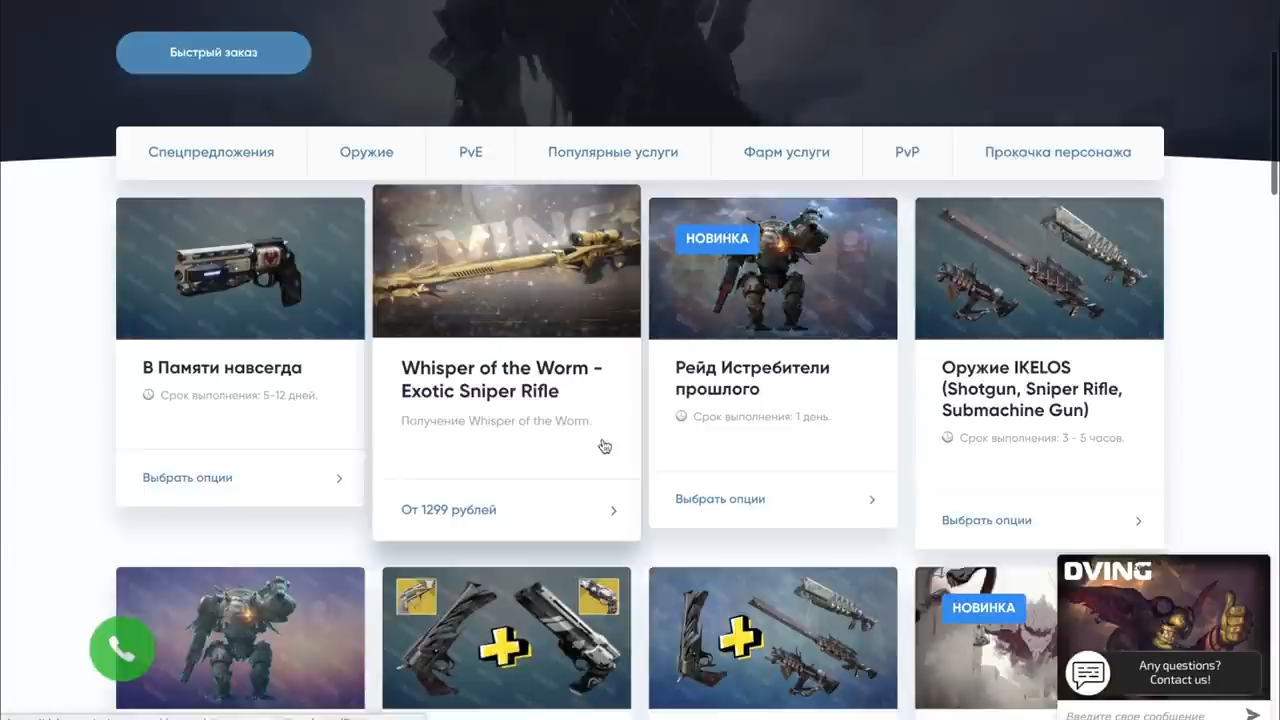 Быстрый заказ
Спецпредложения
Оружие
PvE
Популярные услуги
Фарм услуги
PvP
Прокачка персонажа
VING
НОВИНКА
В Памяти навсегда
Срок выполнения: 5-12 дней.
Выбрать опции
Whisper of the Worm -
Exotic Sniper Rifle
Получение Whisper of the Worm.
От 1299 рублей
Рейд Истребители
прошлого
Срок выполнения: 1 день.
Выбрать опции
Оружие IKELOS
(Shotgun, Sniper Rifle,
Submachine Gun)
Срок выполнения: 3 - 5 часов.
Выбрать опции
НОВИНКА
DVING
Any questions?
Contact us!
Введите свое сообщение